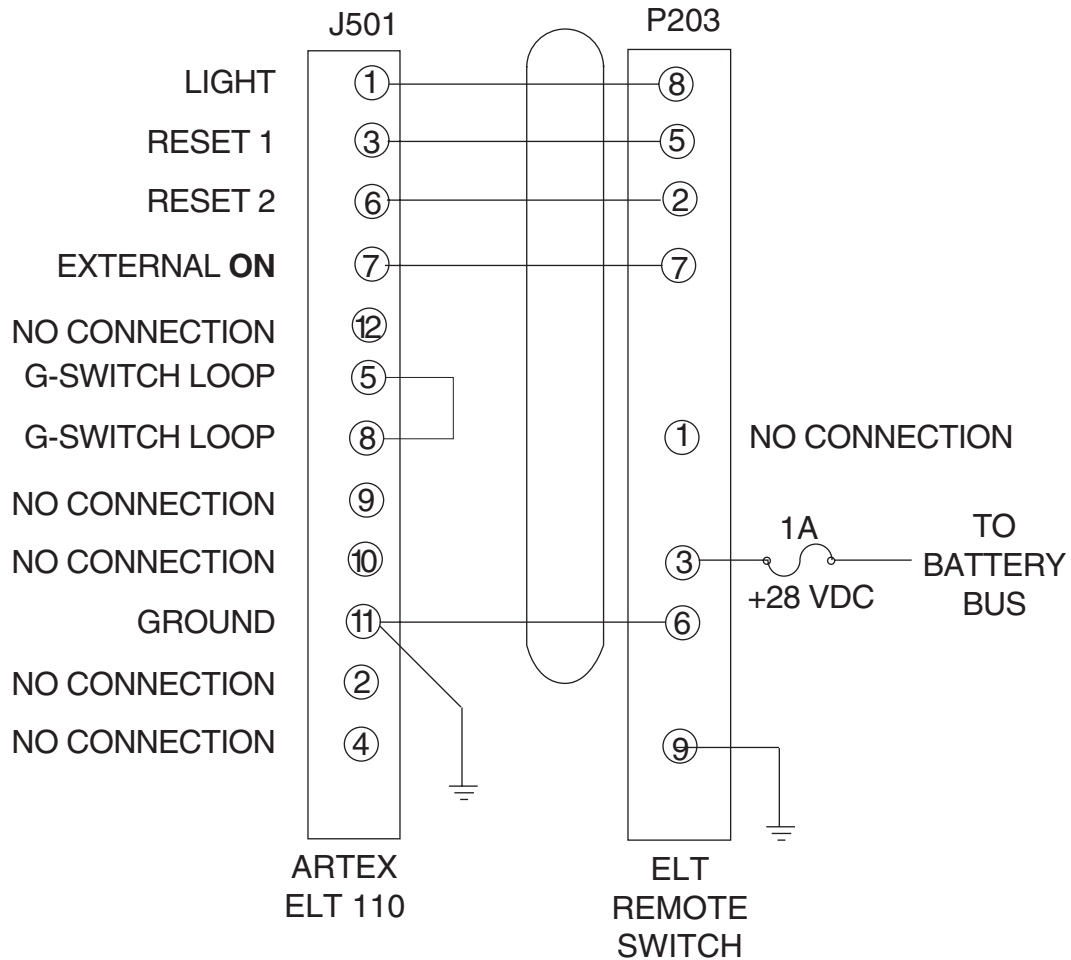 J501 P203
LIGHT 1 8
RESET 1 3 5
RESET 2 6 2
EXTERNAL ON 7 7
NO CONNECTION 12
G-SWITCH LOOP 5
G-SWITCH LOOP 8 1 NO CONNECTION
NO CONNECTION 9
1A TO
NO CONNECTION 10 3 BATTERY
+28 VDC BUS
GROUND 11 6
NO CONNECTION 2
NO CONNECTION 4 9
ARTEX
ELT 110
ELT
REMOTE
SWITCH